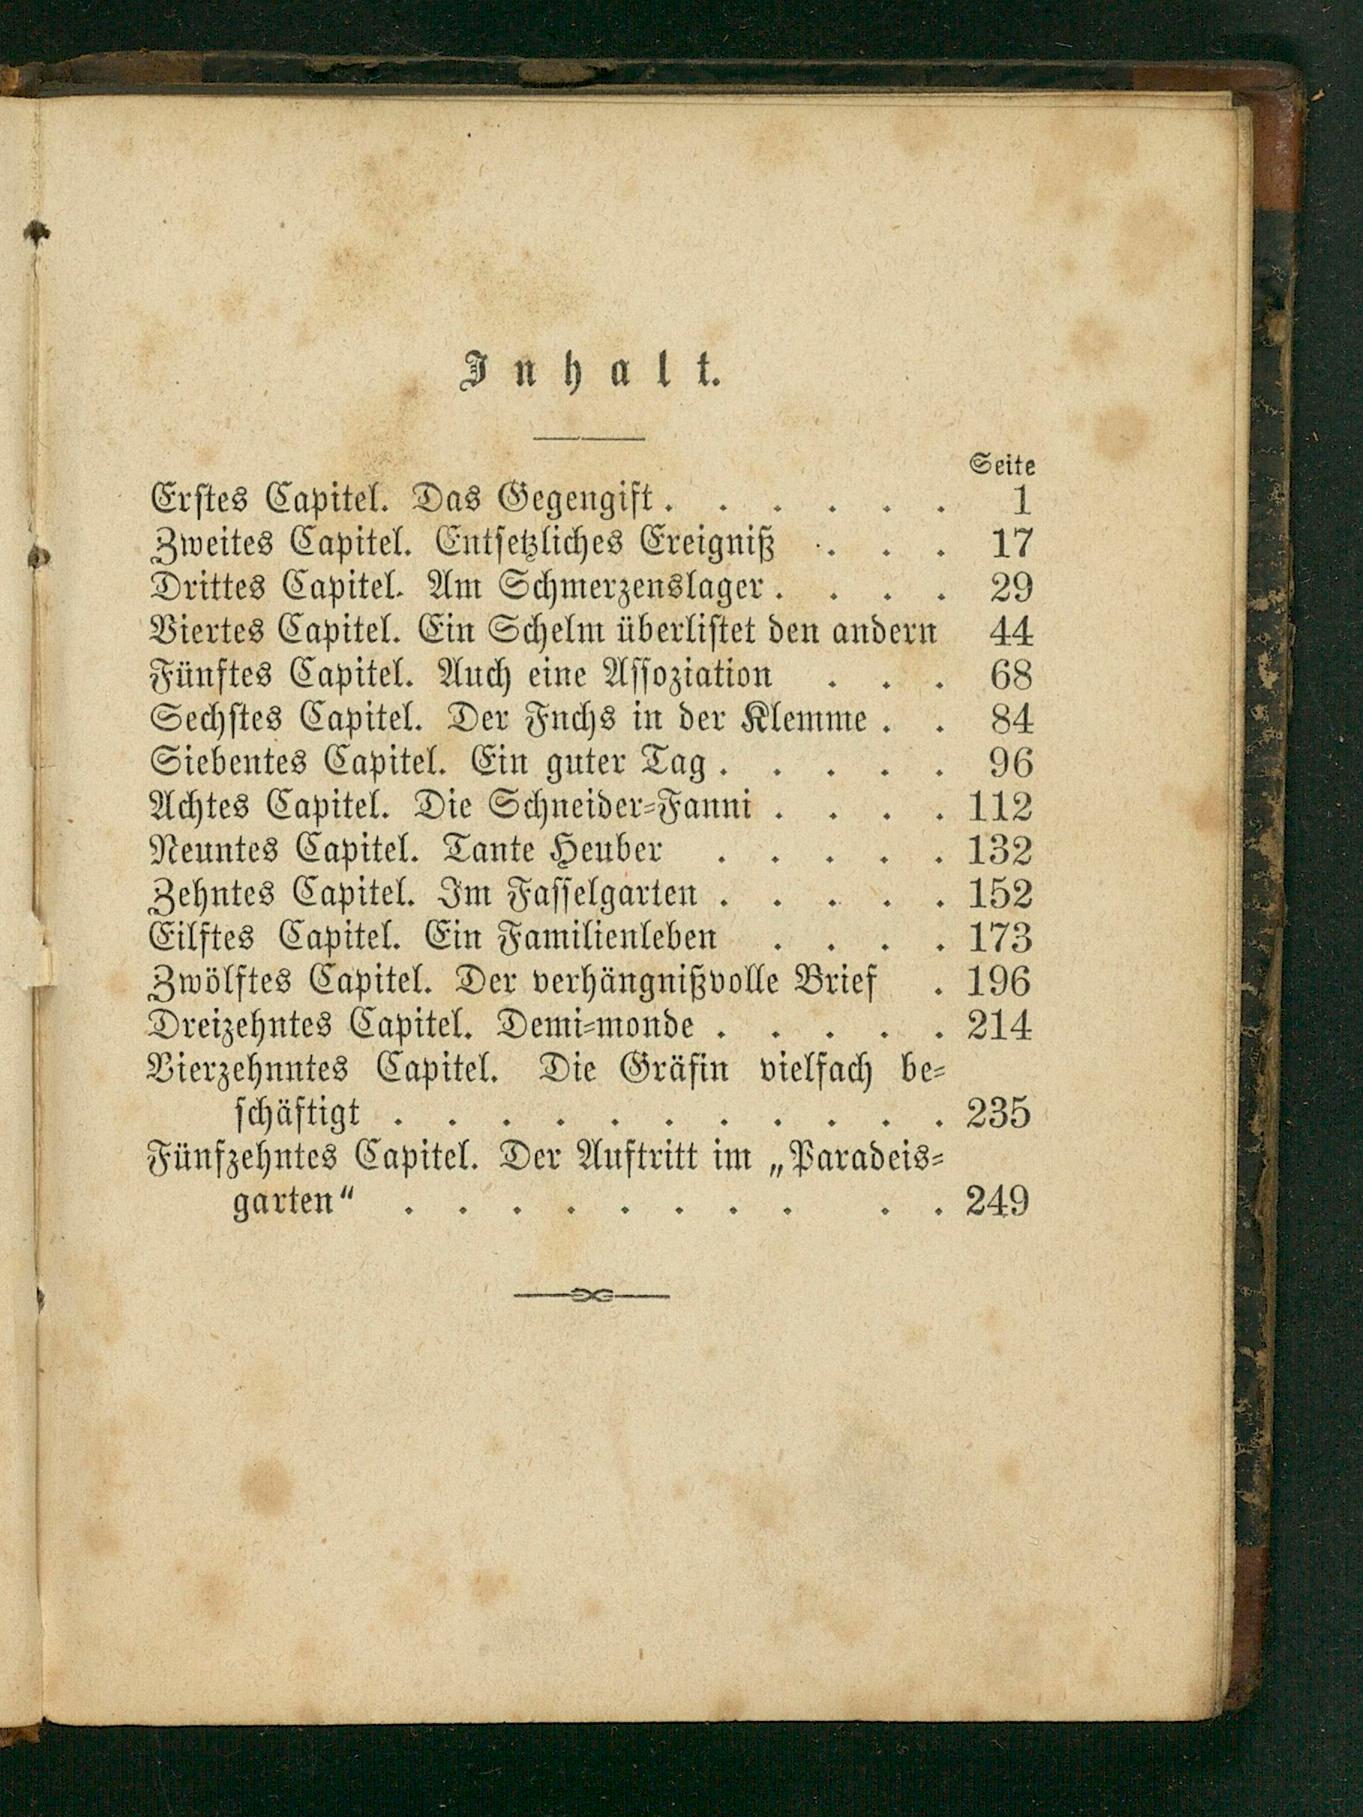 Inhalt.
Seite
Erstes Capitel. Das Gegengift . . . . . . 1
Zweites Capitel. Entsetzliches Ereigniß . . . 17
Drittes Capitel. Am Schmerzenslager . . . . 29
Viertes Capitel. Ein Schelm überlistet den andern 44
Fünftes Capitel. Auch eine Assoziation . . . 68
Sechstes Capitel. Der Fuchs in der Klemme . . 84
Siebentes Capitel. Ein guter Tag . . . . . 96
Achtes Capitel. Die Schneider-Fanni . . . . 112
Neuntes Capitel. Tante Heuber . . . . . 132
Zehntes Capitel. Im Fasselgarten . . . . . 152
Eilftes Capitel. Ein Familienleben . . . . 173
Zwölftes Capitel. Der verhängnißvolle Brief . 196
Dreizehntes Capitel. Demi-monde . . . . . 214
Vierzehnntes Capitel. Die Gräfin vielfach be-
schäftigt . . . . . . . . . . . 235
Fünfzehntes Capitel. Der Auftritt im „Paradeis-
garten“ . . . . . . . . . . 249